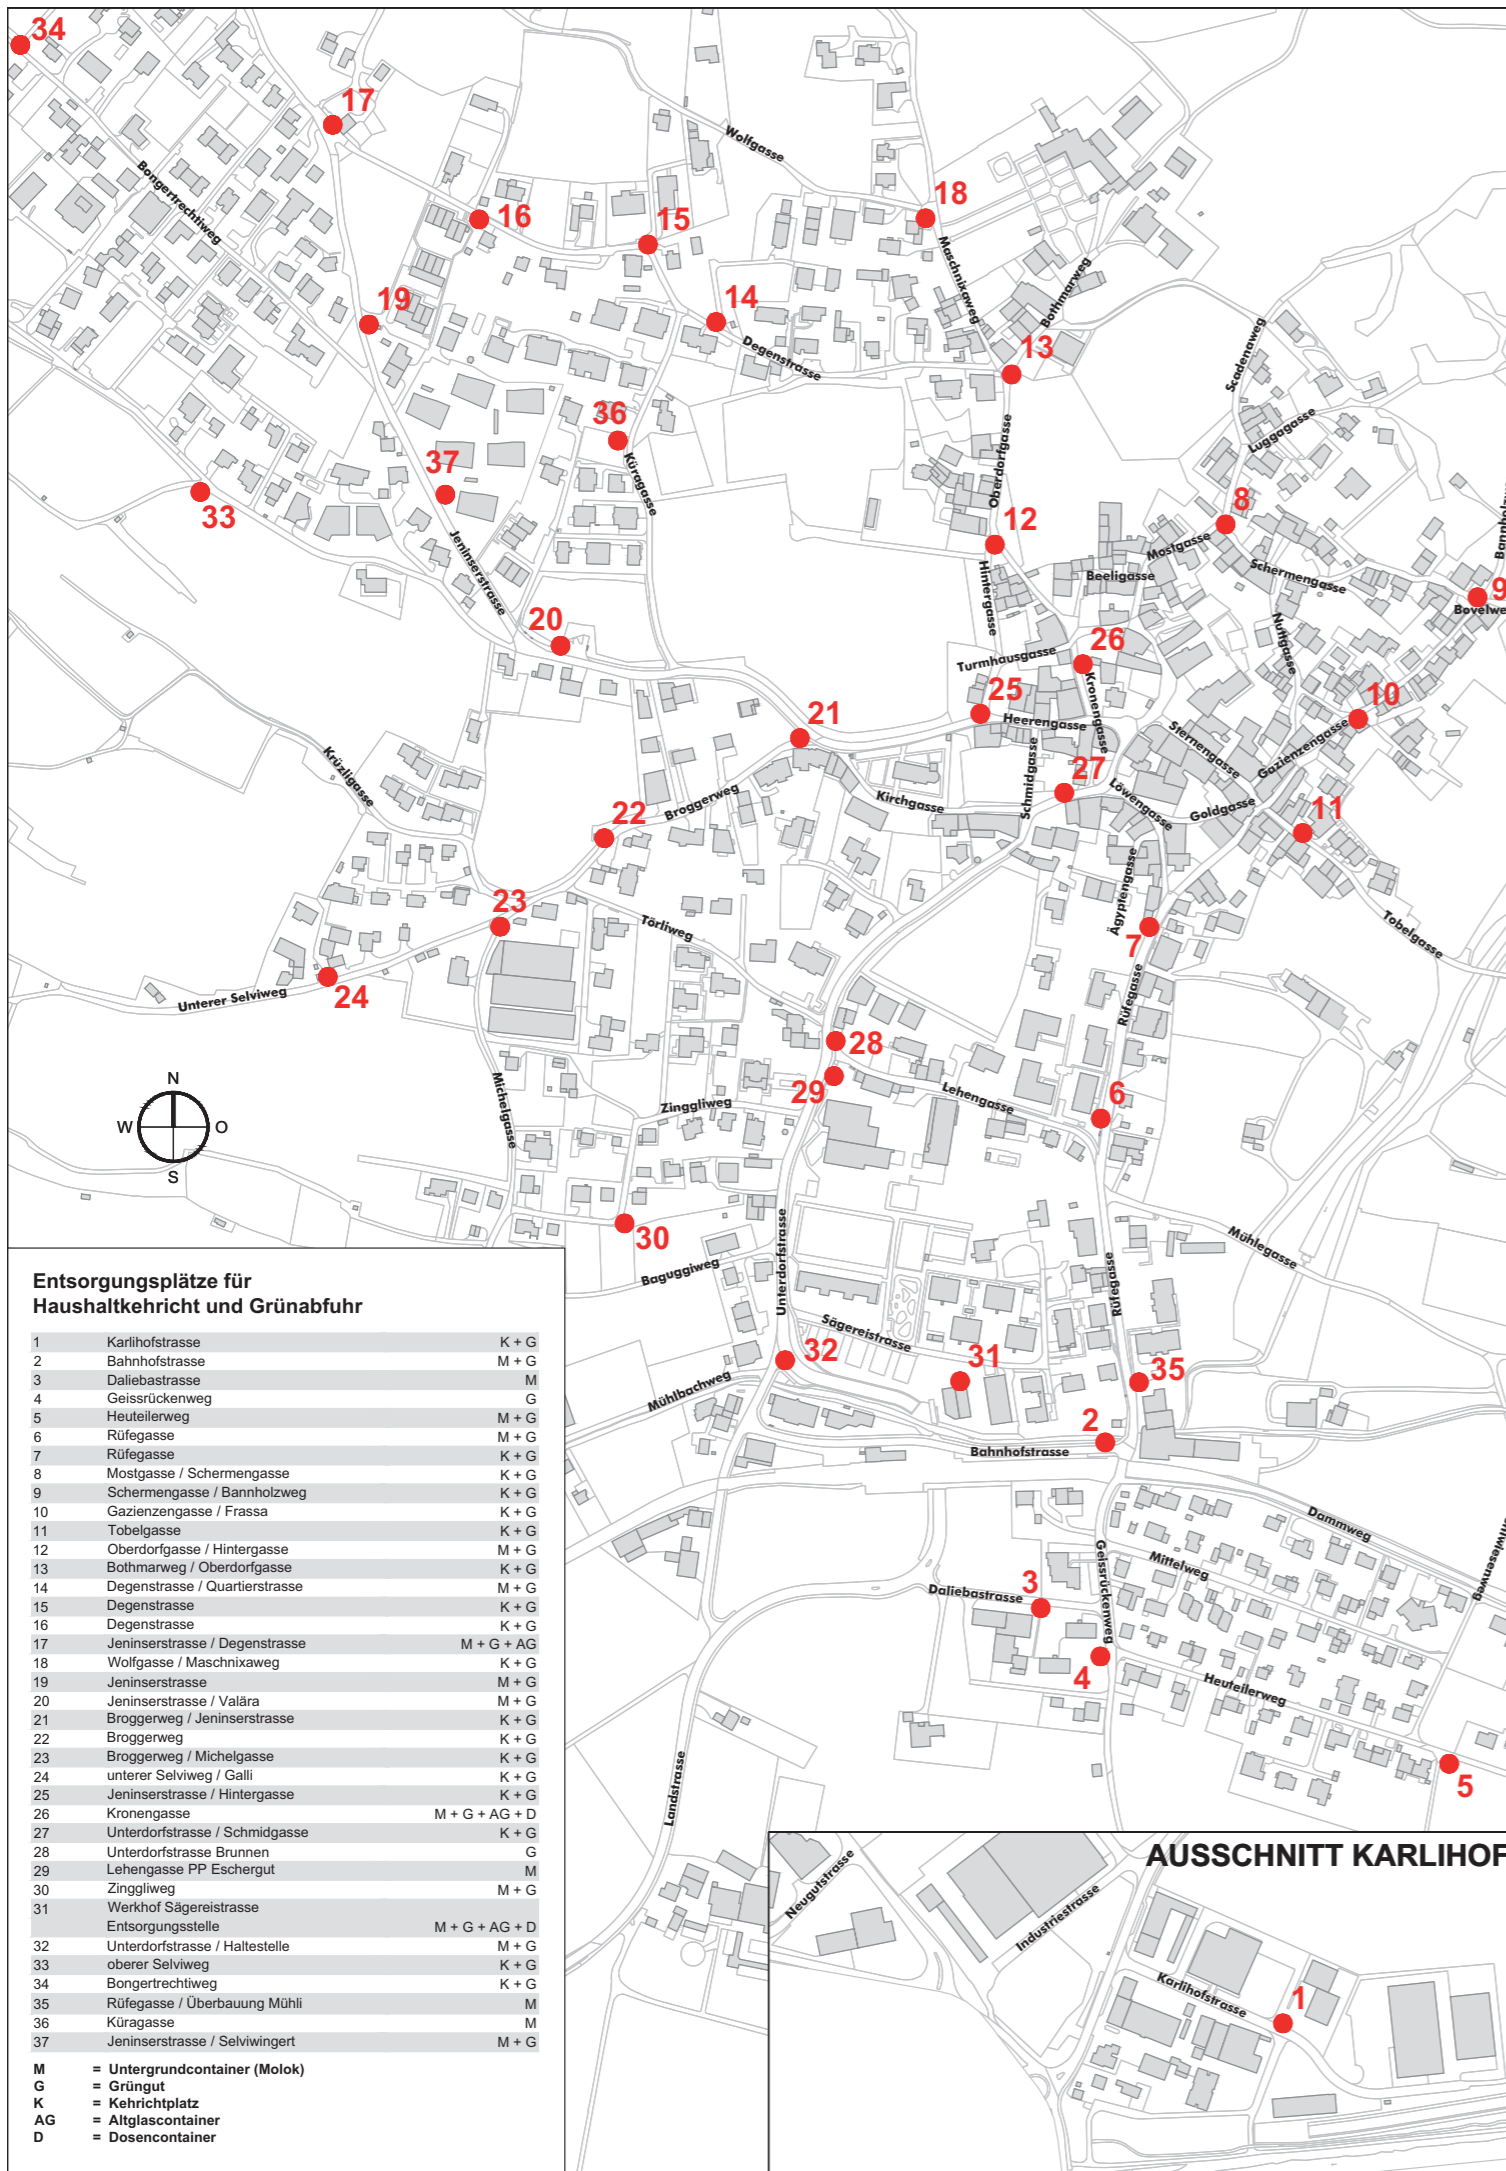 34
17
Wolfgasse
Bongertrechtiweg
18
16
15
Maschnixaweg
Bothmarweg
19
14
Degenstrasse
13
Scadenaweg
Luggagasse
36
Küragasse
Oberdorfgasse
37
33
Jeninserstrasse
12
8
Mostgasse
Beeligasse
Schermengasse
9
Hintergasse
Nuttgasse
20
Turmhausgasse
26
Kronengasse
25
Heerengasse
10
21
Sternengasse
Gazienzengasse
Krüzligasse
Schmidgasse
27
Löwengasse
Goldgasse
11
Kirchgasse
Broggerweg
22
Ägyptengasse
23
Törliweg
7
Tobelgasse
24
Unterer Selviweg
Rüfegasse
28
29
Lehengasse
6
Michelgasse
Zinggliweg
N
W
O
S
30
Baguggiweg
Unterdorfstrasse
Mühlegasse
Rüfegasse
Sägereistrasse
32
31
35
Mühlbachweg
2
Bahnhofstrasse
Dammweg
Mittelweg
Geissrückenweg
3
Daliebastrasse
4
Heuteilerweg
5
Landstrasse
Entsorgungsplätze für
Haushaltkehricht und Grünabfuhr
1 Karlihofstrasse K + G
2 Bahnhofstrasse M + G
3 Daliebastrasse M
4 Geissrückenweg G
5 Heuteilerweg M + G
6 Rüfegasse M + G
7 Rüfegasse K + G
8 Mostgasse / Schermengasse K + G
9 Schermengasse / Bannholzweg K + G
10 Gazienzengasse / Frassa K + G
11 Tobelgasse K + G
12 Oberdorfgasse / Hintergasse M + G
13 Bothmarweg / Oberdorfgasse K + G
14 Degenstrasse / Quartierstrasse M + G
15 Degenstrasse K + G
16 Degenstrasse K + G
17 Jeninserstrasse / Degenstrasse M + G + AG
18 Wolfgasse / Maschnixaweg K + G
19 Jeninserstrasse M + G
20 Jeninserstrasse / Valära M + G
21 Broggerweg / Jeninserstrasse K + G
22 Broggerweg K + G
23 Broggerweg / Michelgasse K + G
24 unterer Selviweg / Galli K + G
25 Jeninserstrasse / Hintergasse K + G
26 Kronengasse M + G + AG + D
27 Unterdorfstrasse / Schmidgasse K + G
28 Unterdorfstrasse Brunnen G
29 Lehengasse PP Eschergut M
30 Zinggliweg M + G
31 Werkhof Sägereistrasse
Entsorgungsstelle M + G + AG + D
32 Unterdorfstrasse / Haltestelle M + G
33 oberer Selviweg K + G
34 Bongertrechtiweg K + G
35 Rüfegasse / Überbauung Mühli M
36 Küragasse M
37 Jeninserstrasse / Selviwingert M + G
M = Untergrundcontainer (Molok)
G = Grüngut
K = Kehrichtplatz
AG = Altglascontainer
D = Dosencontainer
AUSSCHNITT KARLIHOF
Neugutstrasse
Industriestrasse
Karlihofstrasse
1